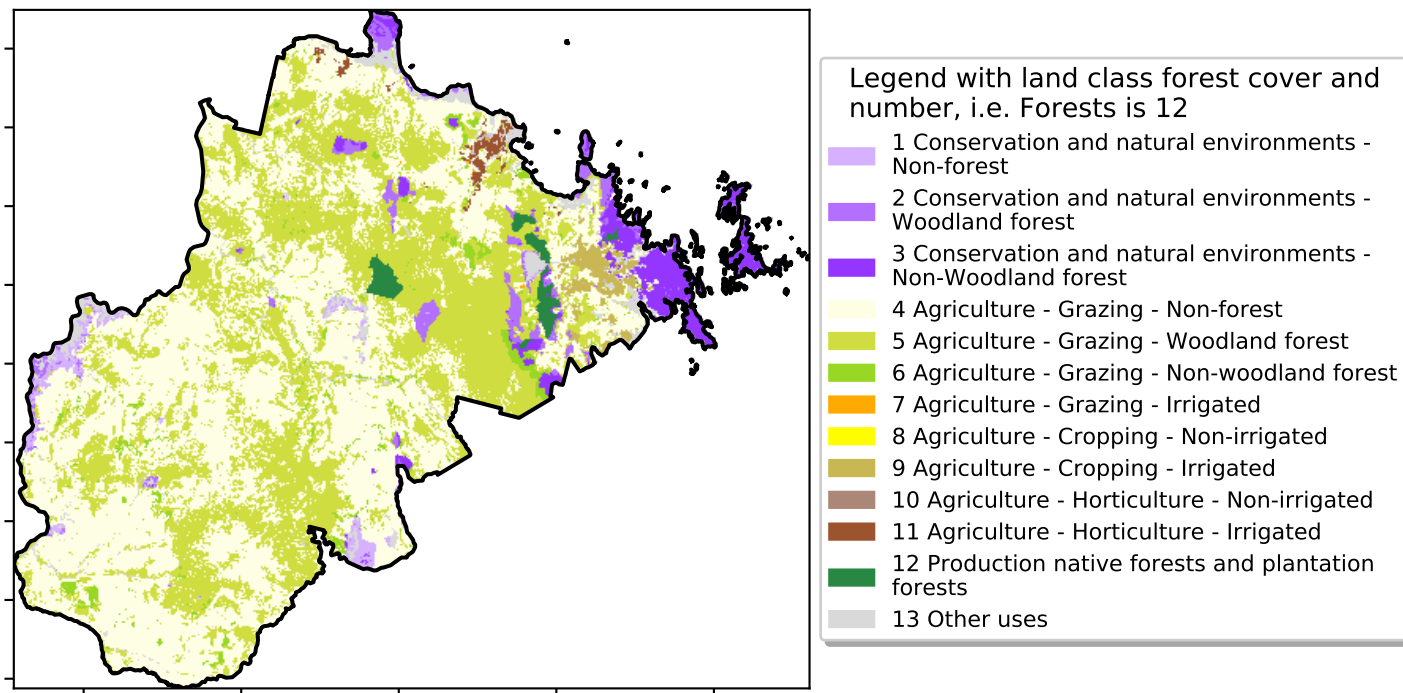 Legend with land class forest cover and
number, i.e. Forests is 12
1 Conservation and natural environments -
Non-forest
2 Conservation and natural environments -
Woodland forest
3 Conservation and natural environments -
Non-Woodland forest
4 Agriculture - Grazing - Non-forest
5 Agriculture - Grazing - Woodland forest
6 Agriculture - Grazing - Non-woodland forest
7 Agriculture - Grazing - Irrigated
8 Agriculture - Cropping - Non-irrigated
9 Agriculture - Cropping - Irrigated
10 Agriculture - Horticulture - Non-irrigated
11 Agriculture - Horticulture - Irrigated
12 Production native forests and plantation
forests
13 Other uses